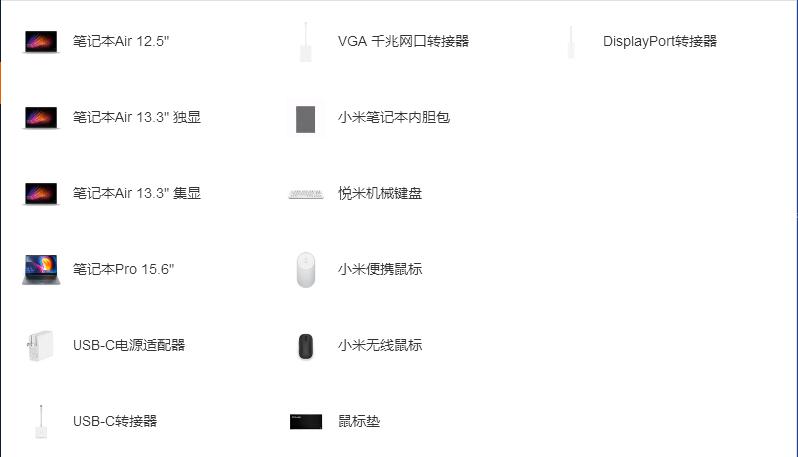 笔记本Air 12.5"
VGA 千兆网口转接器
DisplayPort转接器
笔记本Air 13.3" 独显
小米笔记本内胆包
笔记本Air 13.3" 集显
悦米机械键盘
笔记本Pro 15.6"
小米便携鼠标
USB-C电源适配器
小米无线鼠标
USB-C转接器
鼠标垫